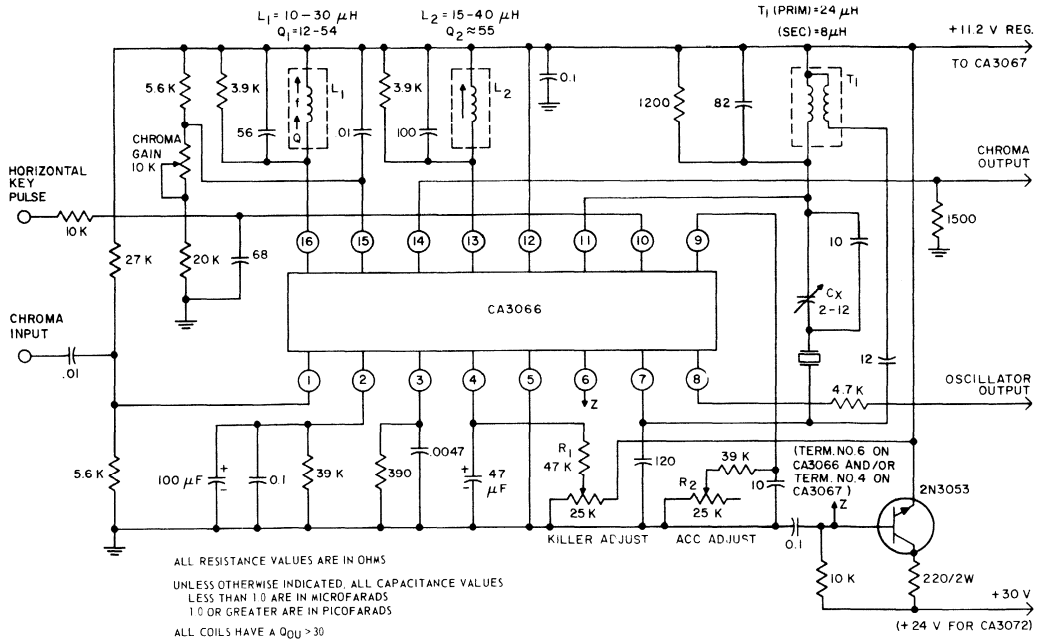 L1 = 10-30 μH
Q1 = 12-54
L2 = 15-40 μH
Q2 ≈ 55
T1 (PRIM) = 24 μH
(SEC) = 8μH
+11.2 V REG.
TO CA3067
5.6 K
3.9K
f
Q
L1
56
01
3.9K
100
L2
0.1
1200
82
T1
CHROMA
GAIN
10 K
CHROMA
OUTPUT
HORIZONTAL
KEY
PULSE
10 K
1500
27 K
20K
68
16
15
14
13
12
11
10
9
10
CX
2-12
CA3066
CHROMA
INPUT
.01
12
1
2
3
4
5
6
7
8
Z
4.7K
OSCILLATOR
OUTPUT
5.6 K
100 μF
+
-
0.1
39 K
390
.0047
+
-
47
μF
R1
47 K
25 K
120
39 K
R2
25 K
10
(TERM. NO.6 ON
CA3066 AND/OR
TERM. NO.4 ON
CA3067)
Z
2N3053
KILLER ADJUST
ACC ADJUST
0.1
10 K
220/2W
+30 V
(+24 V FOR CA3072)
ALL RESISTANCE VALUES ARE IN OHMS
UNLESS OTHERWISE INDICATED, ALL CAPACITANCE VALUES
LESS THAN 1.0 ARE IN MICROFARADS
1 0 OR GREATER ARE IN PICOFARADS
ALL COILS HAVE A QOU > 30